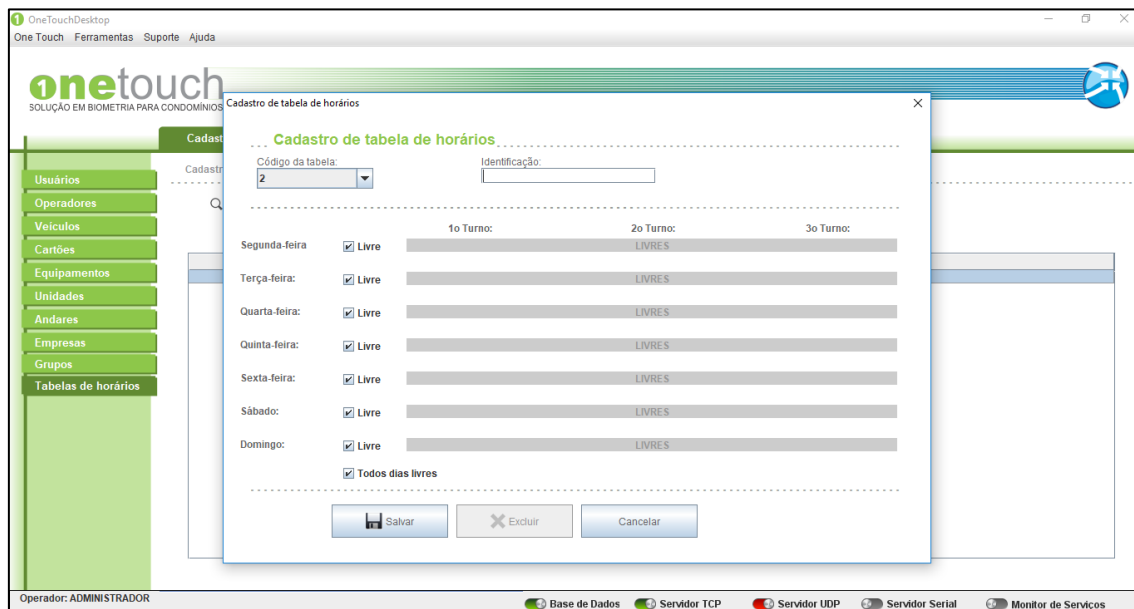 OneTouchDesktop
One Touch Ferramentas Suporte Ajuda
1netouch
SOLUÇÃO EM BIOMETRIA PARA CONDOMÍNIOS
Cadastro de tabela de horários
Cadast
Cadastr
Cadastro de tabela de horários
Código da tabela: Identificação:
2
Usuários
Operadores
Veículos
Cartões
Equipamentos
Unidades
Andares
Empresas
Grupos
Tabelas de horários
1o Turno: 2o Turno: 3o Turno:
Segunda-feira Livre LIVRES
Terça-feira: Livre LIVRES
Quarta-feira: Livre LIVRES
Quinta-feira: Livre LIVRES
Sexta-feira: Livre LIVRES
Sábado: Livre LIVRES
Domingo: Livre LIVRES
Todos dias livres
Salvar Excluir Cancelar
Operador: ADMINISTRADOR
Base de Dados Servidor TCP Servidor UDP Servidor Serial Monitor de Serviços